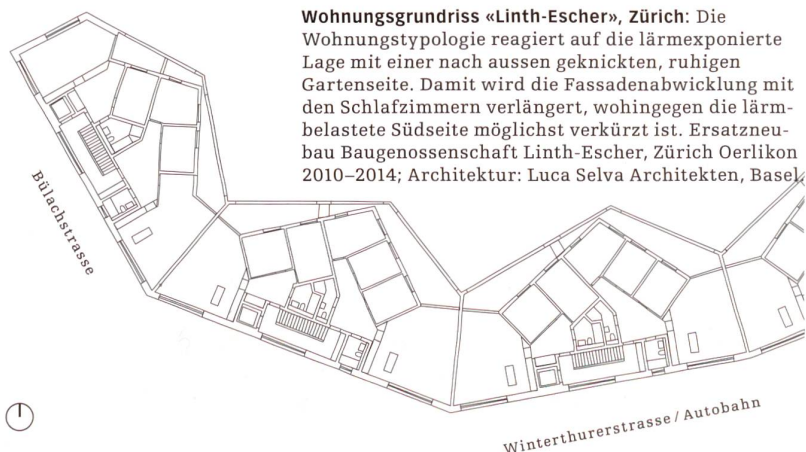 Wohnungsgrundriss «Linth-Escher», Zürich: Die
Wohnungstypologie reagiert auf die lärmexponierte
Lage mit einer nach aussen geknickten, ruhigen
Gartenseite. Damit wird die Fassadenabwicklung mit
den Schlafzimmern verlängert, wohingegen die lärm-
belastete Südseite möglichst verkürzt ist. Ersatzneu-
bau Baugenossenschaft Linth-Escher, Zürich Oerlikon
2010–2014; Architektur: Luca Selva Architekten, Basel.
Bülachstrasse
Winterthurerstrasse / Autobahn